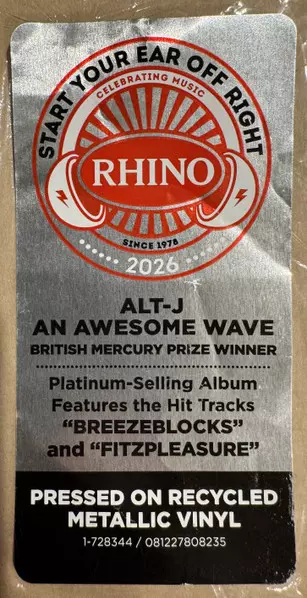 START YOUR EAR OFF RIGHT
CELEBRATING MUSIC
RHINO
SINCE 1978
2026
ALT-J
AN AWESOME WAVE
BRITISH MERCURY PRIZE WINNER
Platinum-Selling Album
Features the Hit Tracks
“BREEZEBLOCKS”
and “FITZPLEASURE”
PRESSED ON RECYCLED
METALLIC VINYL
1-728344 / 081227808235